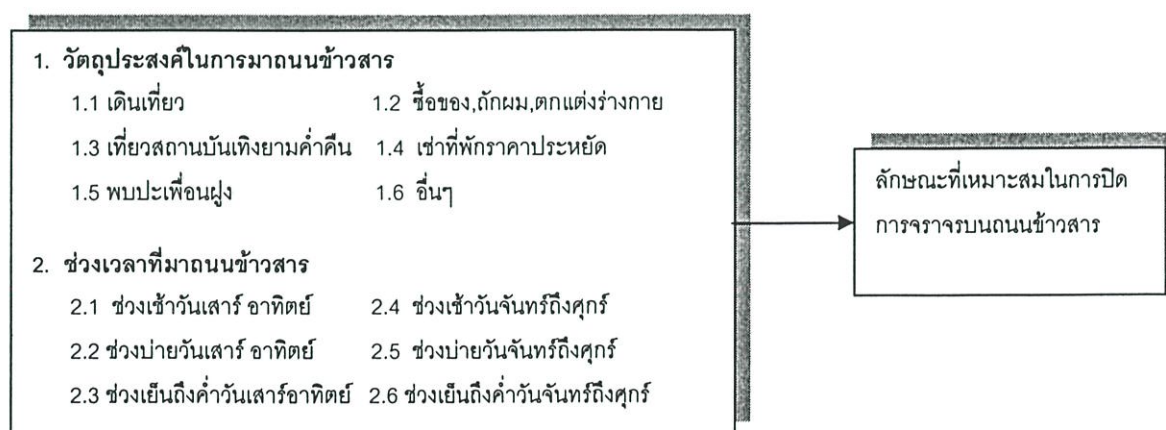 1. วัตถุประสงค์ในการมาถนนข้าวสาร
1.1 เดินเที่ยว 1.2 ซื้อของ,ถักผม,ตกแต่งร่างกาย
1.3 เที่ยวสถานบันเทิงยามค่ำคืน 1.4 เช่าที่พักราคาประหยัด
1.5 พบปะเพื่อนฝูง 1.6 อื่นๆ
2. ช่วงเวลาที่มาถนนข้าวสาร
2.1 ช่วงเช้าวันเสาร์ อาทิตย์ 2.4 ช่วงเช้าวันจันทร์ถึงศุกร์
2.2 ช่วงบ่ายวันเสาร์ อาทิตย์ 2.5 ช่วงบ่ายวันจันทร์ถึงศุกร์
2.3 ช่วงเย็นถึงค่ำวันเสาร์อาทิตย์ 2.6 ช่วงเย็นถึงค่ำวันจันทร์ถึงศุกร์
ลักษณะที่เหมาะสมในการปิด
การจราจรบนถนนข้าวสาร